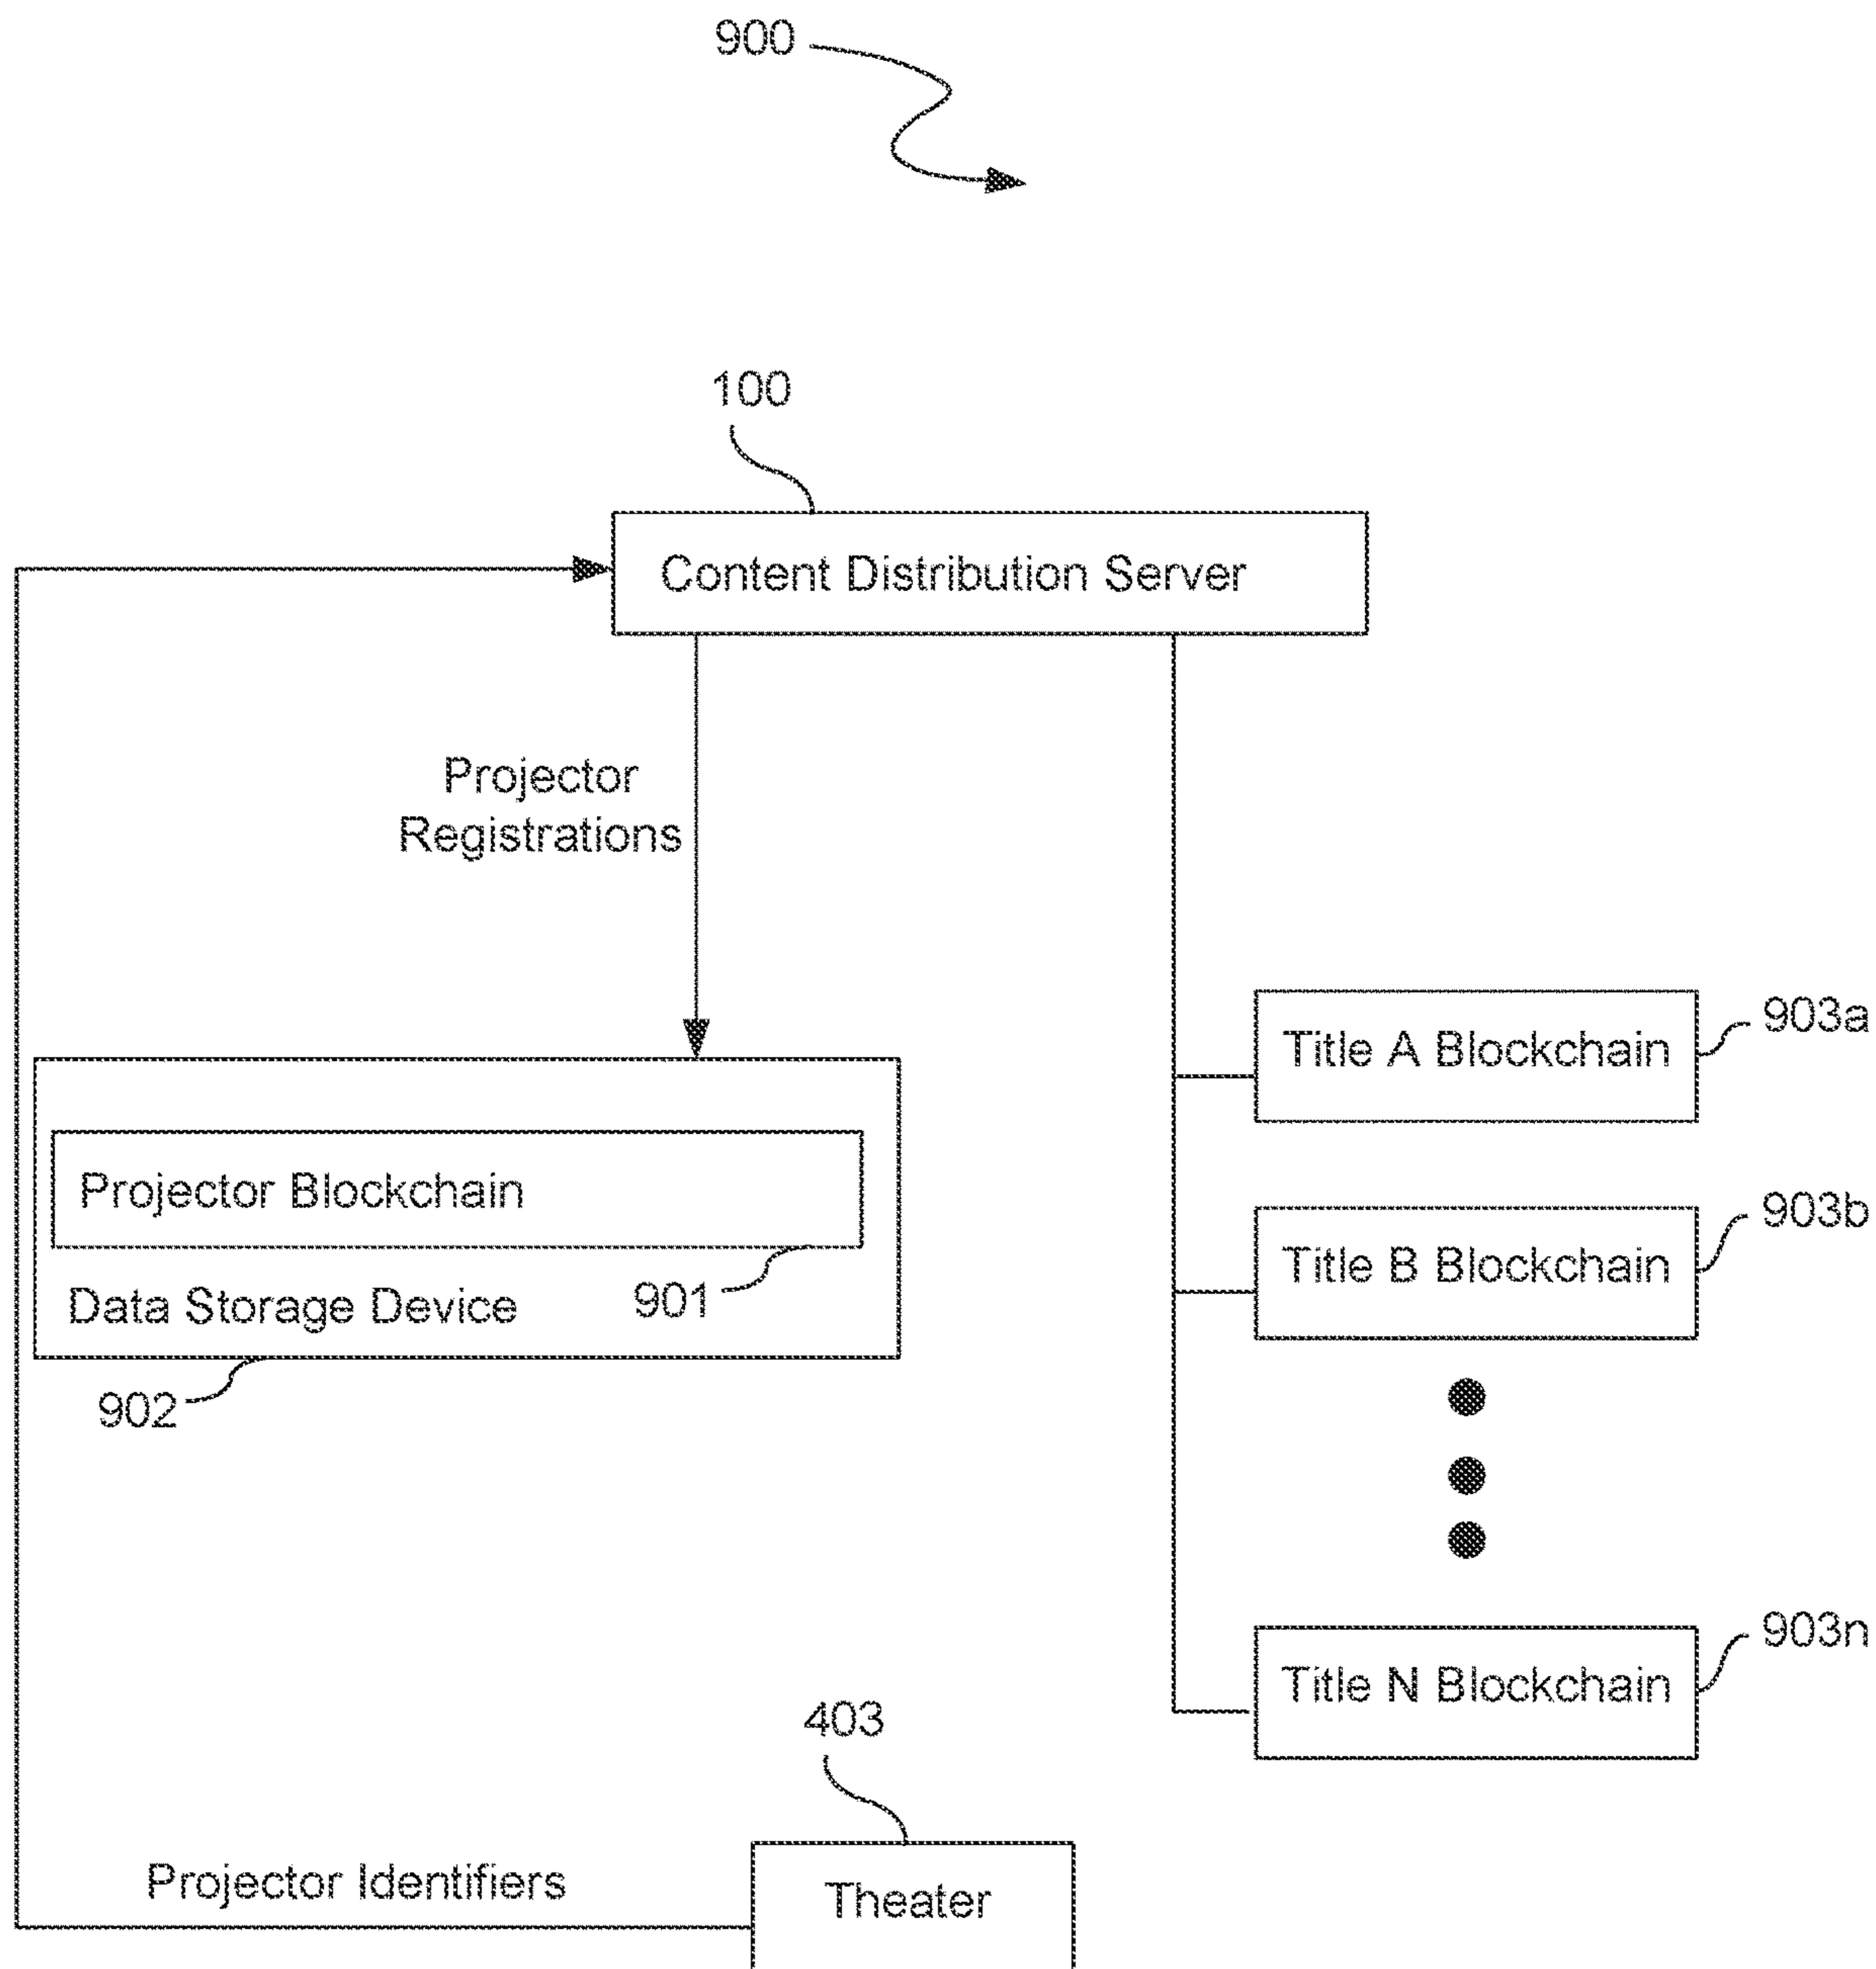 900
100
Content Distribution Server
Projector
Registrations
903a
Title A Blockchain
Projector Blockchain
903b
Title B Blockchain
901
Data Storage Device
902
903n
Title N Blockchain
403
Projector Identifiers
Theater